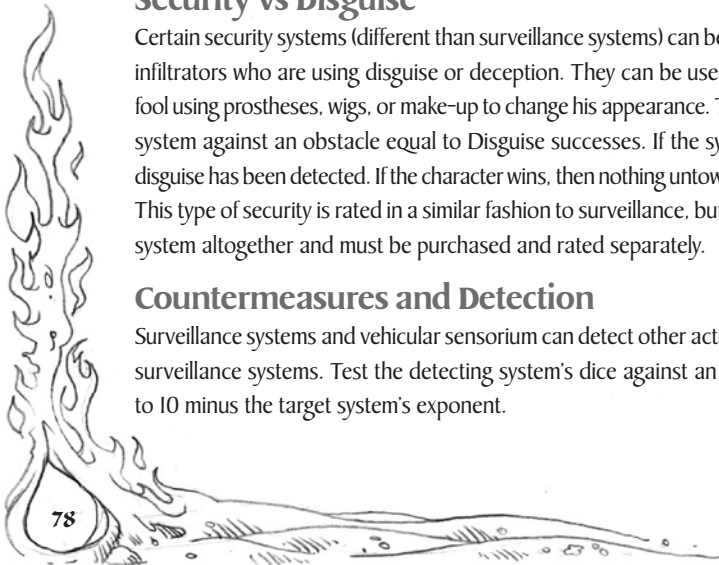 Security vs Disguise
Certain security systems (different than surveillance systems) can be
infiltrators who are using disguise or deception. They can be use
fool using prostheses, wigs, or make-up to change his appearance. T
system against an obstacle equal to Disguise successes. If the sy
disguise has been detected. If the character wins, then nothing untow
This type of security is rated in a similar fashion to surveillance, bu
system altogether and must be purchased and rated separately.
Countermeasures and Detection
Surveillance systems and vehicular sensorium can detect other acti
surveillance systems. Test the detecting system's dice against an
to 10 minus the target system's exponent.
78